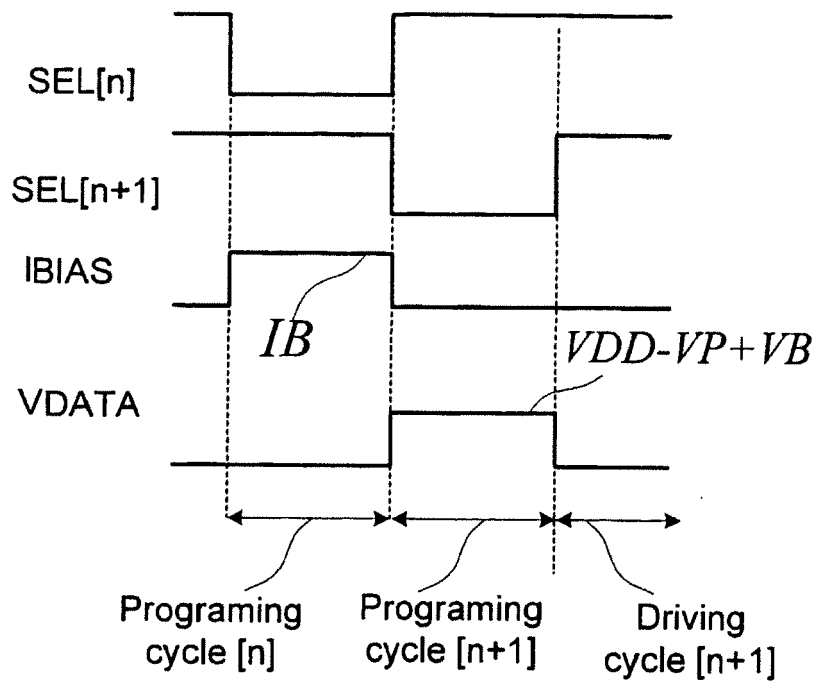 SEL[n]
SEL[n+1]
IBIAS
IB
VDD-VP+VB
VDATA
Programing
cycle [n]
Programing
cycle [n+1]
Driving
cycle [n+1]